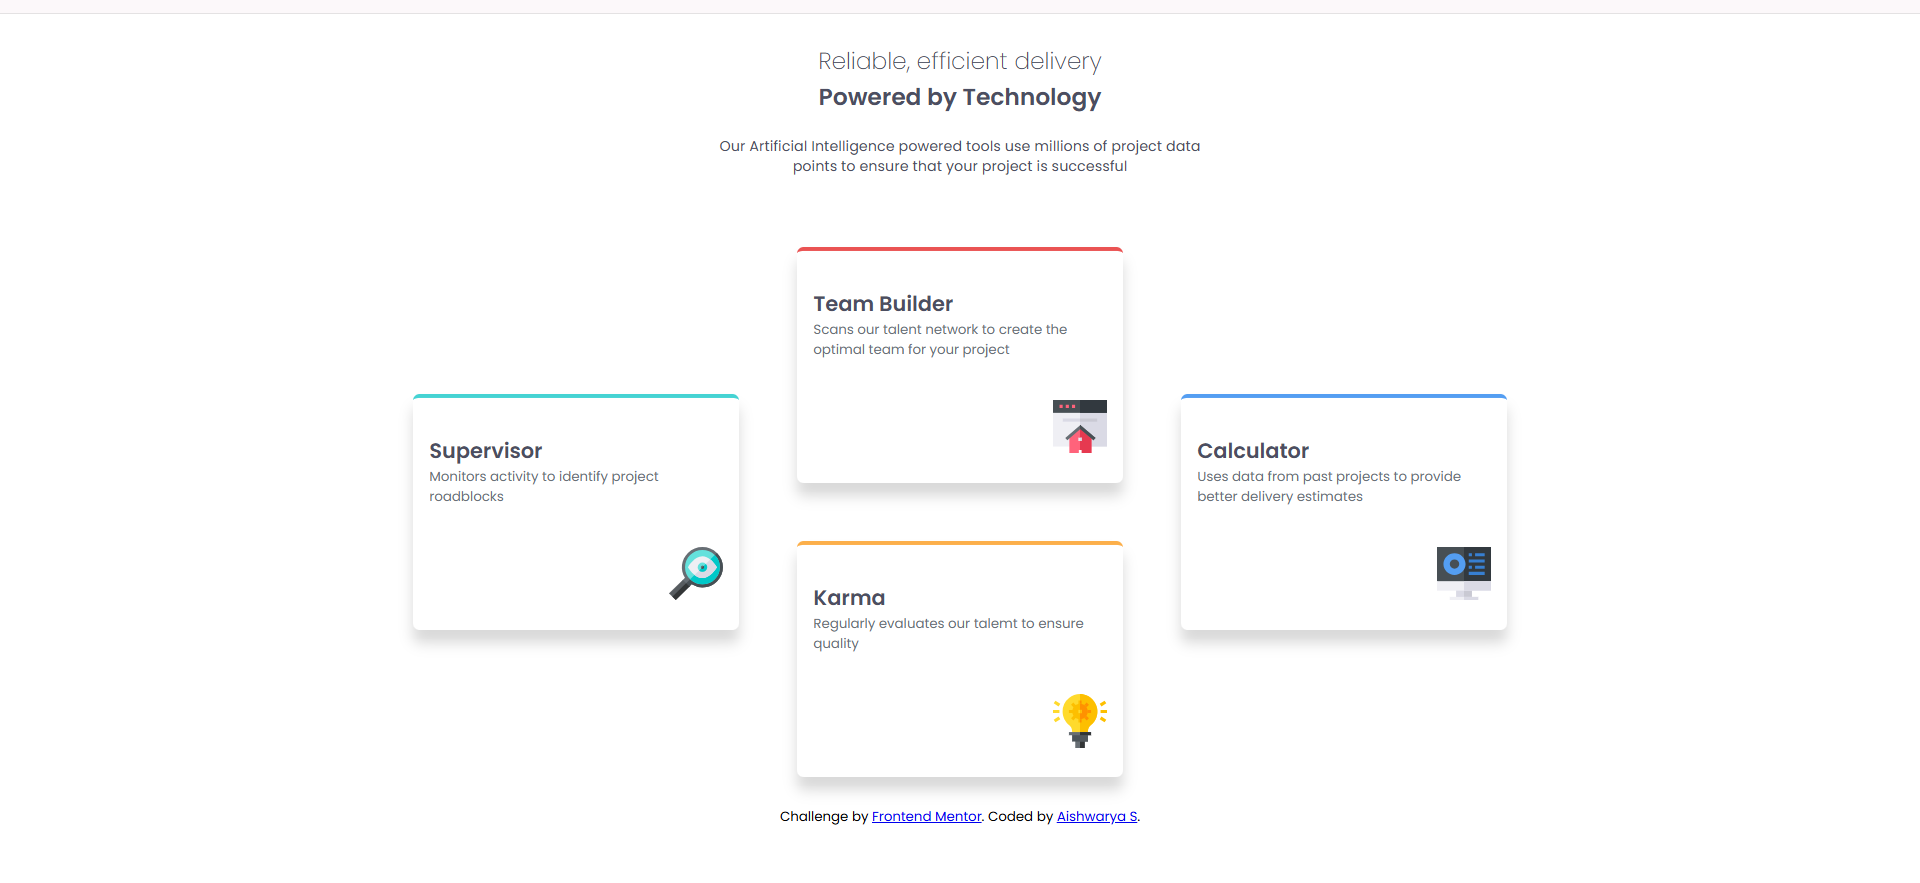 Reliable, efficient delivery
Powered by Technology
Our Artificial Intelligence powered tools use millions of project data
points to ensure that your project is successful
Team Builder
Scans our talent network to create the
optimal team for your project
Supervisor
Monitors activity to identify project
roadblocks
Calculator
Uses data from past projects to provide
better delivery estimates
Karma
Regularly evaluates our talemt to ensure
quality
Challenge by Frontend Mentor. Coded by Aishwarya S.